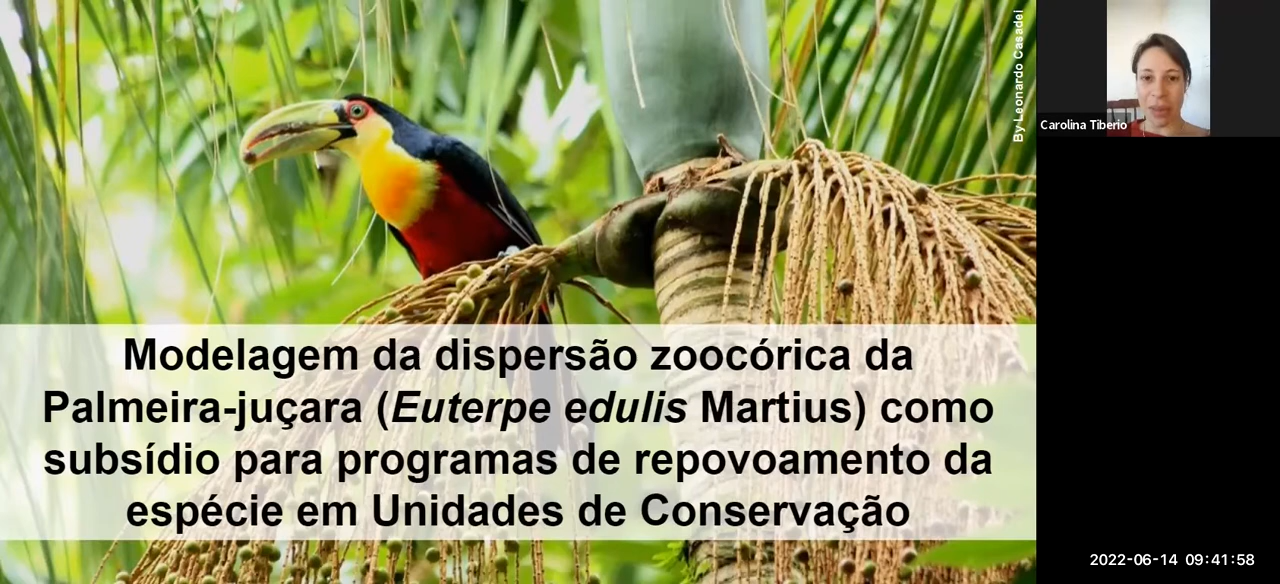 By Leonardo Casadei
Carolina Tiberio
Modelagem da dispersão zoocórica da
Palmeira-juçara (Euterpe edulis Martius) como
subsídio para programas de repovoamento da
espécie em Unidades de Conservação
2022-06-14 09:41:58